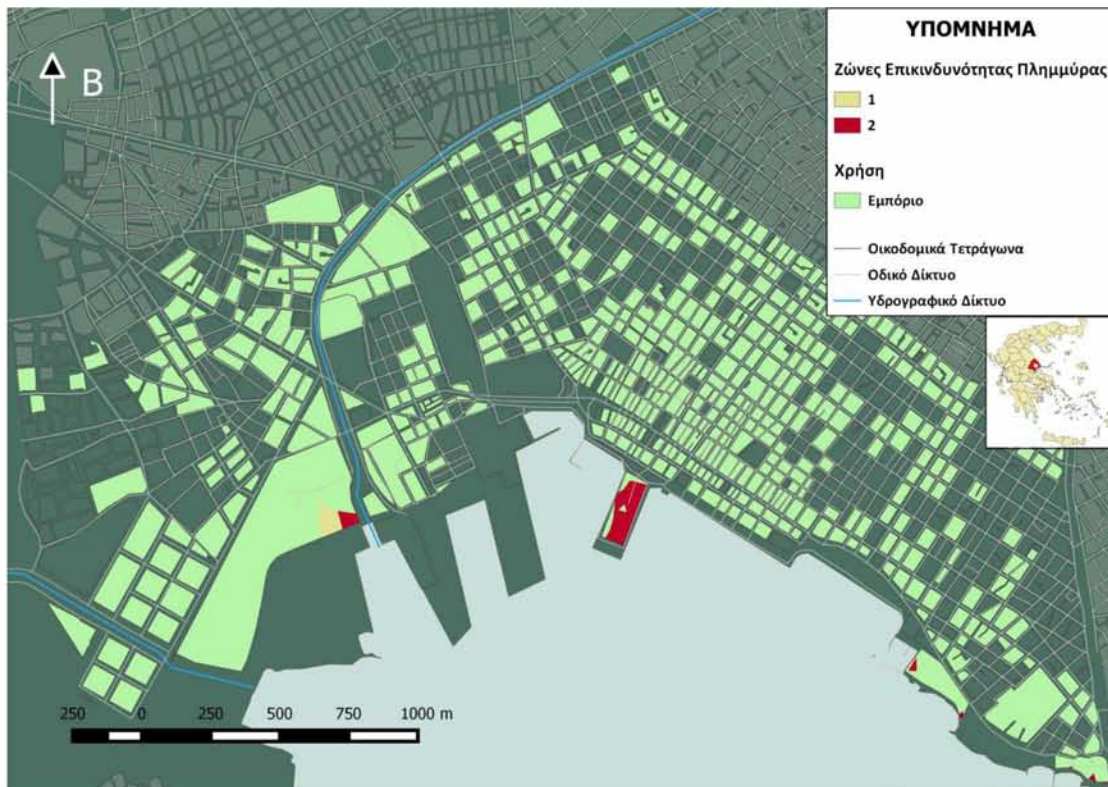 B
ΥΠΟΜΝΗΜΑ
Ζώνες Επικινδυνότητας Πλημμύρας
1
2
Χρήση
Εμπόριο
Οικοδομικά Τετράγωνα
Οδικό Δίκτυο
Υδρογραφικό Δίκτυο
250 0 250 500 750 1000 m